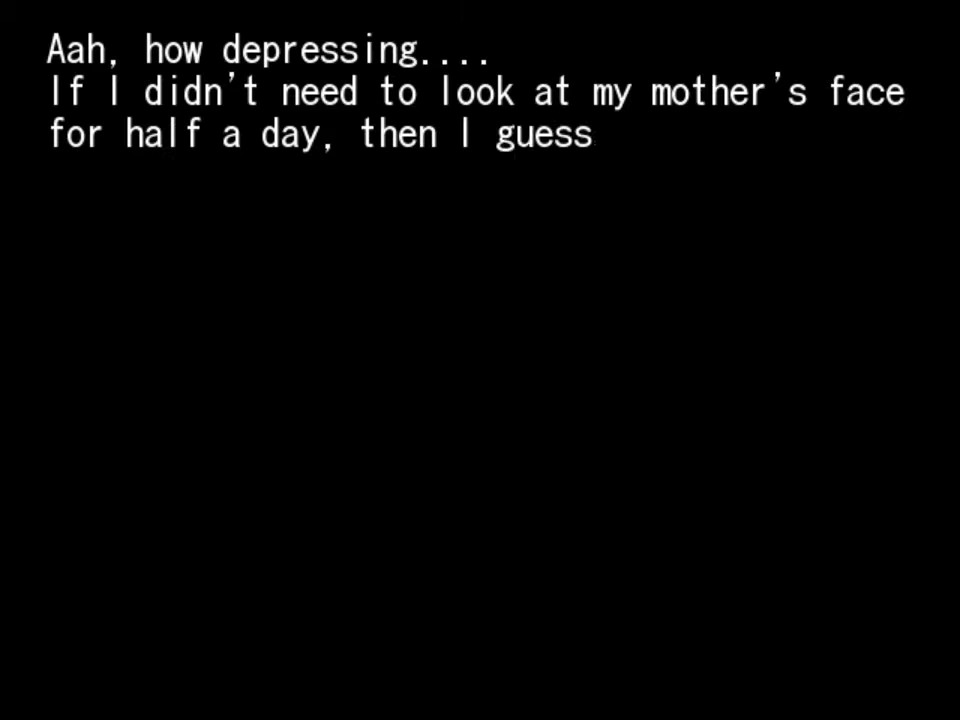 Aah, how depressing....
If I didn't need to look at my mother's face
for half a day, then I guess